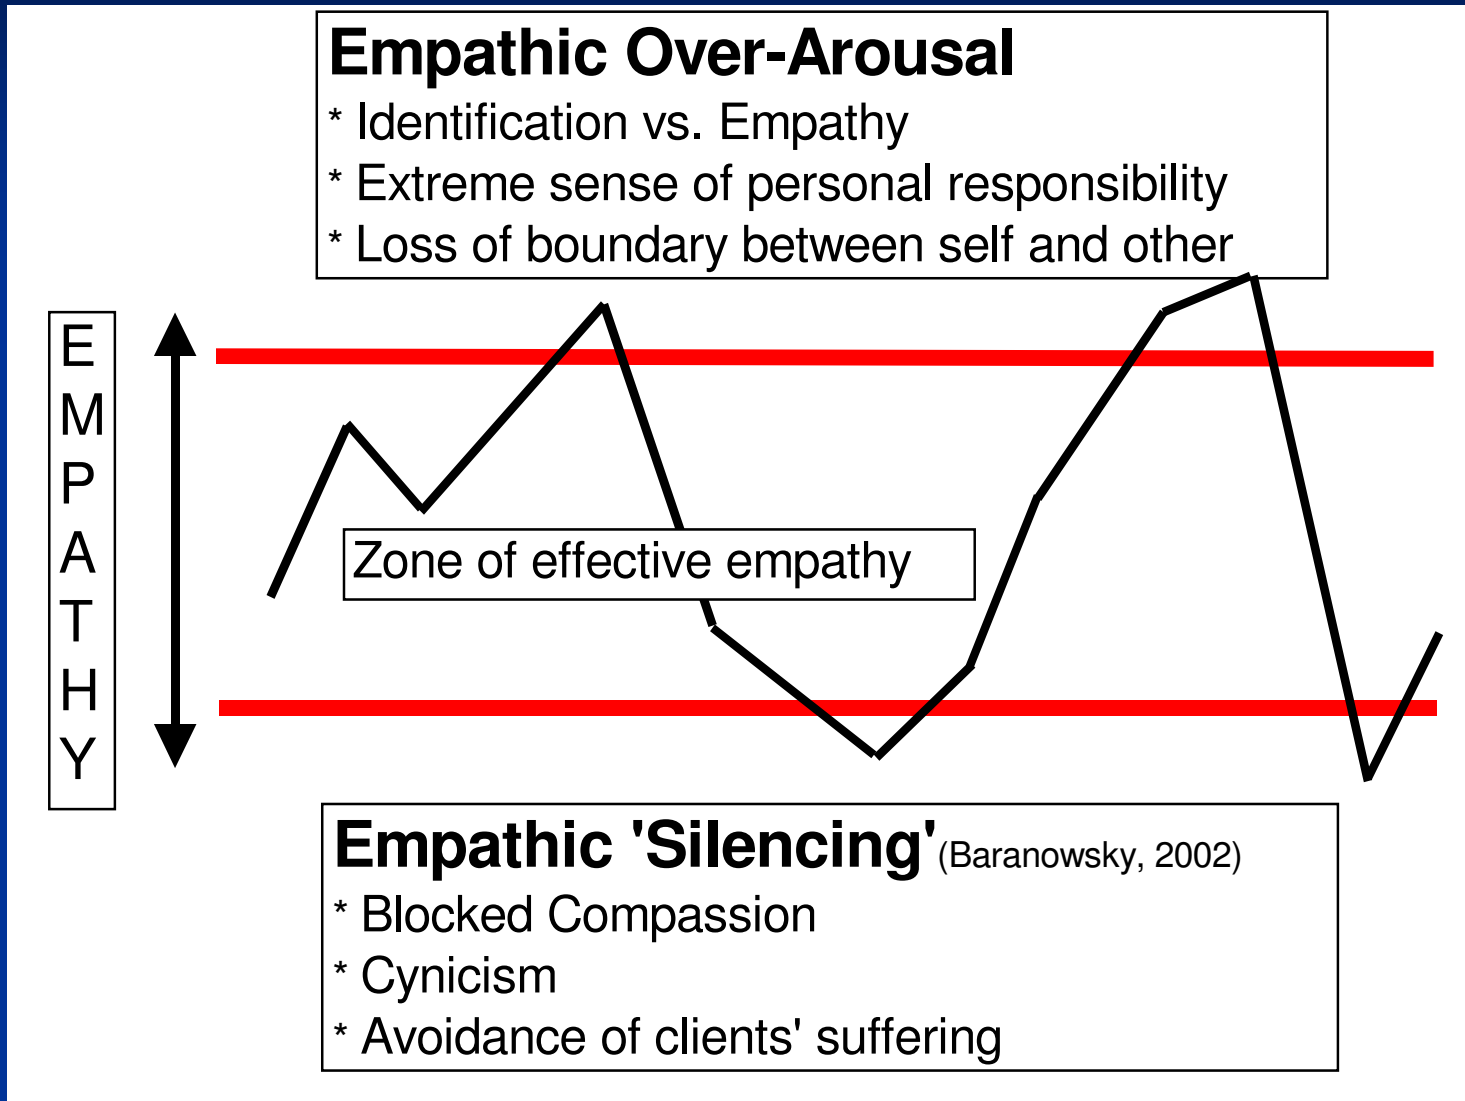 Empathic Over-Arousal
* Identification vs. Empathy
* Extreme sense of personal responsibility
* Loss of boundary between self and other
E
M
P
A
T
H
Y
Zone of effective empathy
Empathic 'Silencing'(Baranowsky, 2002)
* Blocked Compassion
* Cynicism
* Avoidance of clients' suffering